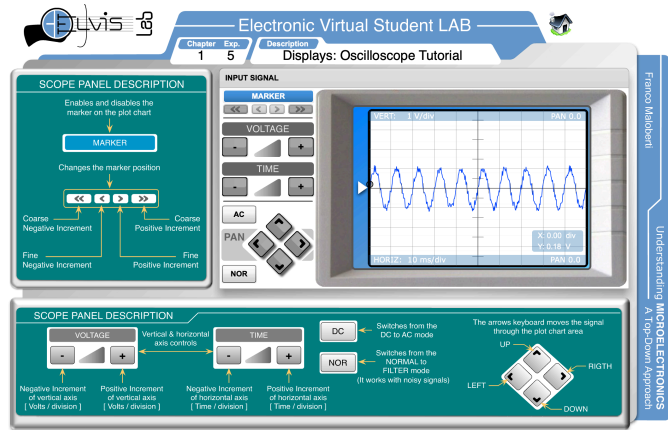 ELVIS Lab
Electronic Virtual Student LAB
Chapter Exp. Description
1 5 Displays: Oscilloscope Tutorial
SCOPE PANEL DESCRIPTION
Enables and disables the
marker on the plot chart
MARKER
Changes the marker position
Coarse
Negative Increment
Coarse
Positive Increment
Fine
Negative Increment
Fine
Positive Increment
INPUT SIGNAL
MARKER
VOLTAGE
- +
TIME
- +
AC
PAN
NOR
VERT: 1 V/div PAN 0.0
X: 0.00 div
Y: 0.18 V
HORIZ: 10 ms/div PAN 0.0
Franco Maloberti
Understanding MICROELECTRONICS
A Top-Down Approach
SCOPE PANEL DESCRIPTION
VOLTAGE
- +
Vertical & horizontal
axis controls
TIME
- +
Negative Increment
of vertical axis
[ Volts / division ]
Positive Increment
of vertical axis
[ Volts / division ]
Negative Increment
of horizontal axis
[ Time / division ]
Positive Increment
of horizontal axis
[ Time / division ]
DC
Switches from the
DC to AC mode
NOR
Switches from the
NORMAL to
FILTER mode
(It works with noisy signals)
The arrows keyboard moves the signal
through the plot chart area
UP
RIGTH
LEFT
DOWN